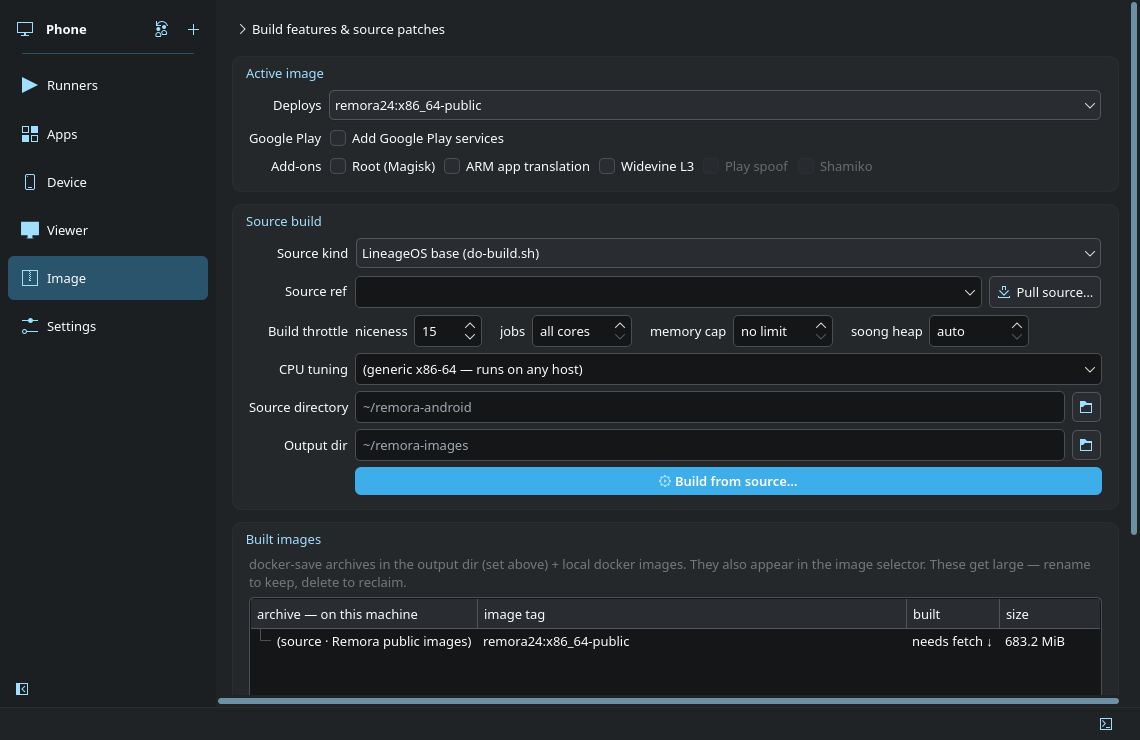 Phone
Runners
Apps
Device
Viewer
Image
Settings
Build features & source patches
Active image
Deploys remora24:x86_64-public
Google Play Add Google Play services
Add-ons Root (Magisk) ARM app translation Widevine L3 Play spoof Shamiko
Source build
Source kind LineageOS base (do-build.sh)
Source ref Pull source...
Build throttle niceness 15 jobs all cores memory cap no limit soong heap auto
CPU tuning (generic x86-64 — runs on any host)
Source directory ~/remora-android
Output dir ~/remora-images
Build from source...
Built images
docker-save archives in the output dir (set above) + local docker images. They also appear in the image selector. These get large — rename
to keep, delete to reclaim.
archive — on this machine image tag built size
(source · Remora public images) remora24:x86_64-public needs fetch ↓ 683.2 MiB